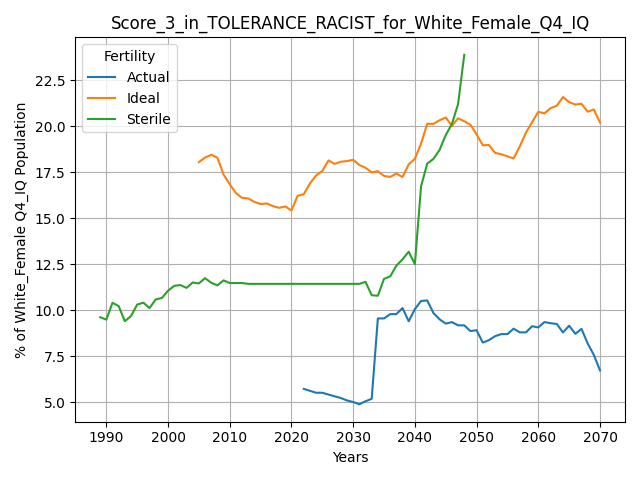 Score_3_in_TOLERANCE_RACIST_for_White_Female_Q4_IQ
Fertility
Actual
Ideal
Sterile
% of White_Female Q4_IQ Population
22.5
20.0
17.5
15.0
12.5
10.0
7.5
5.0
1990 2000 2010 2020 2030 2040 2050 2060 2070
Years